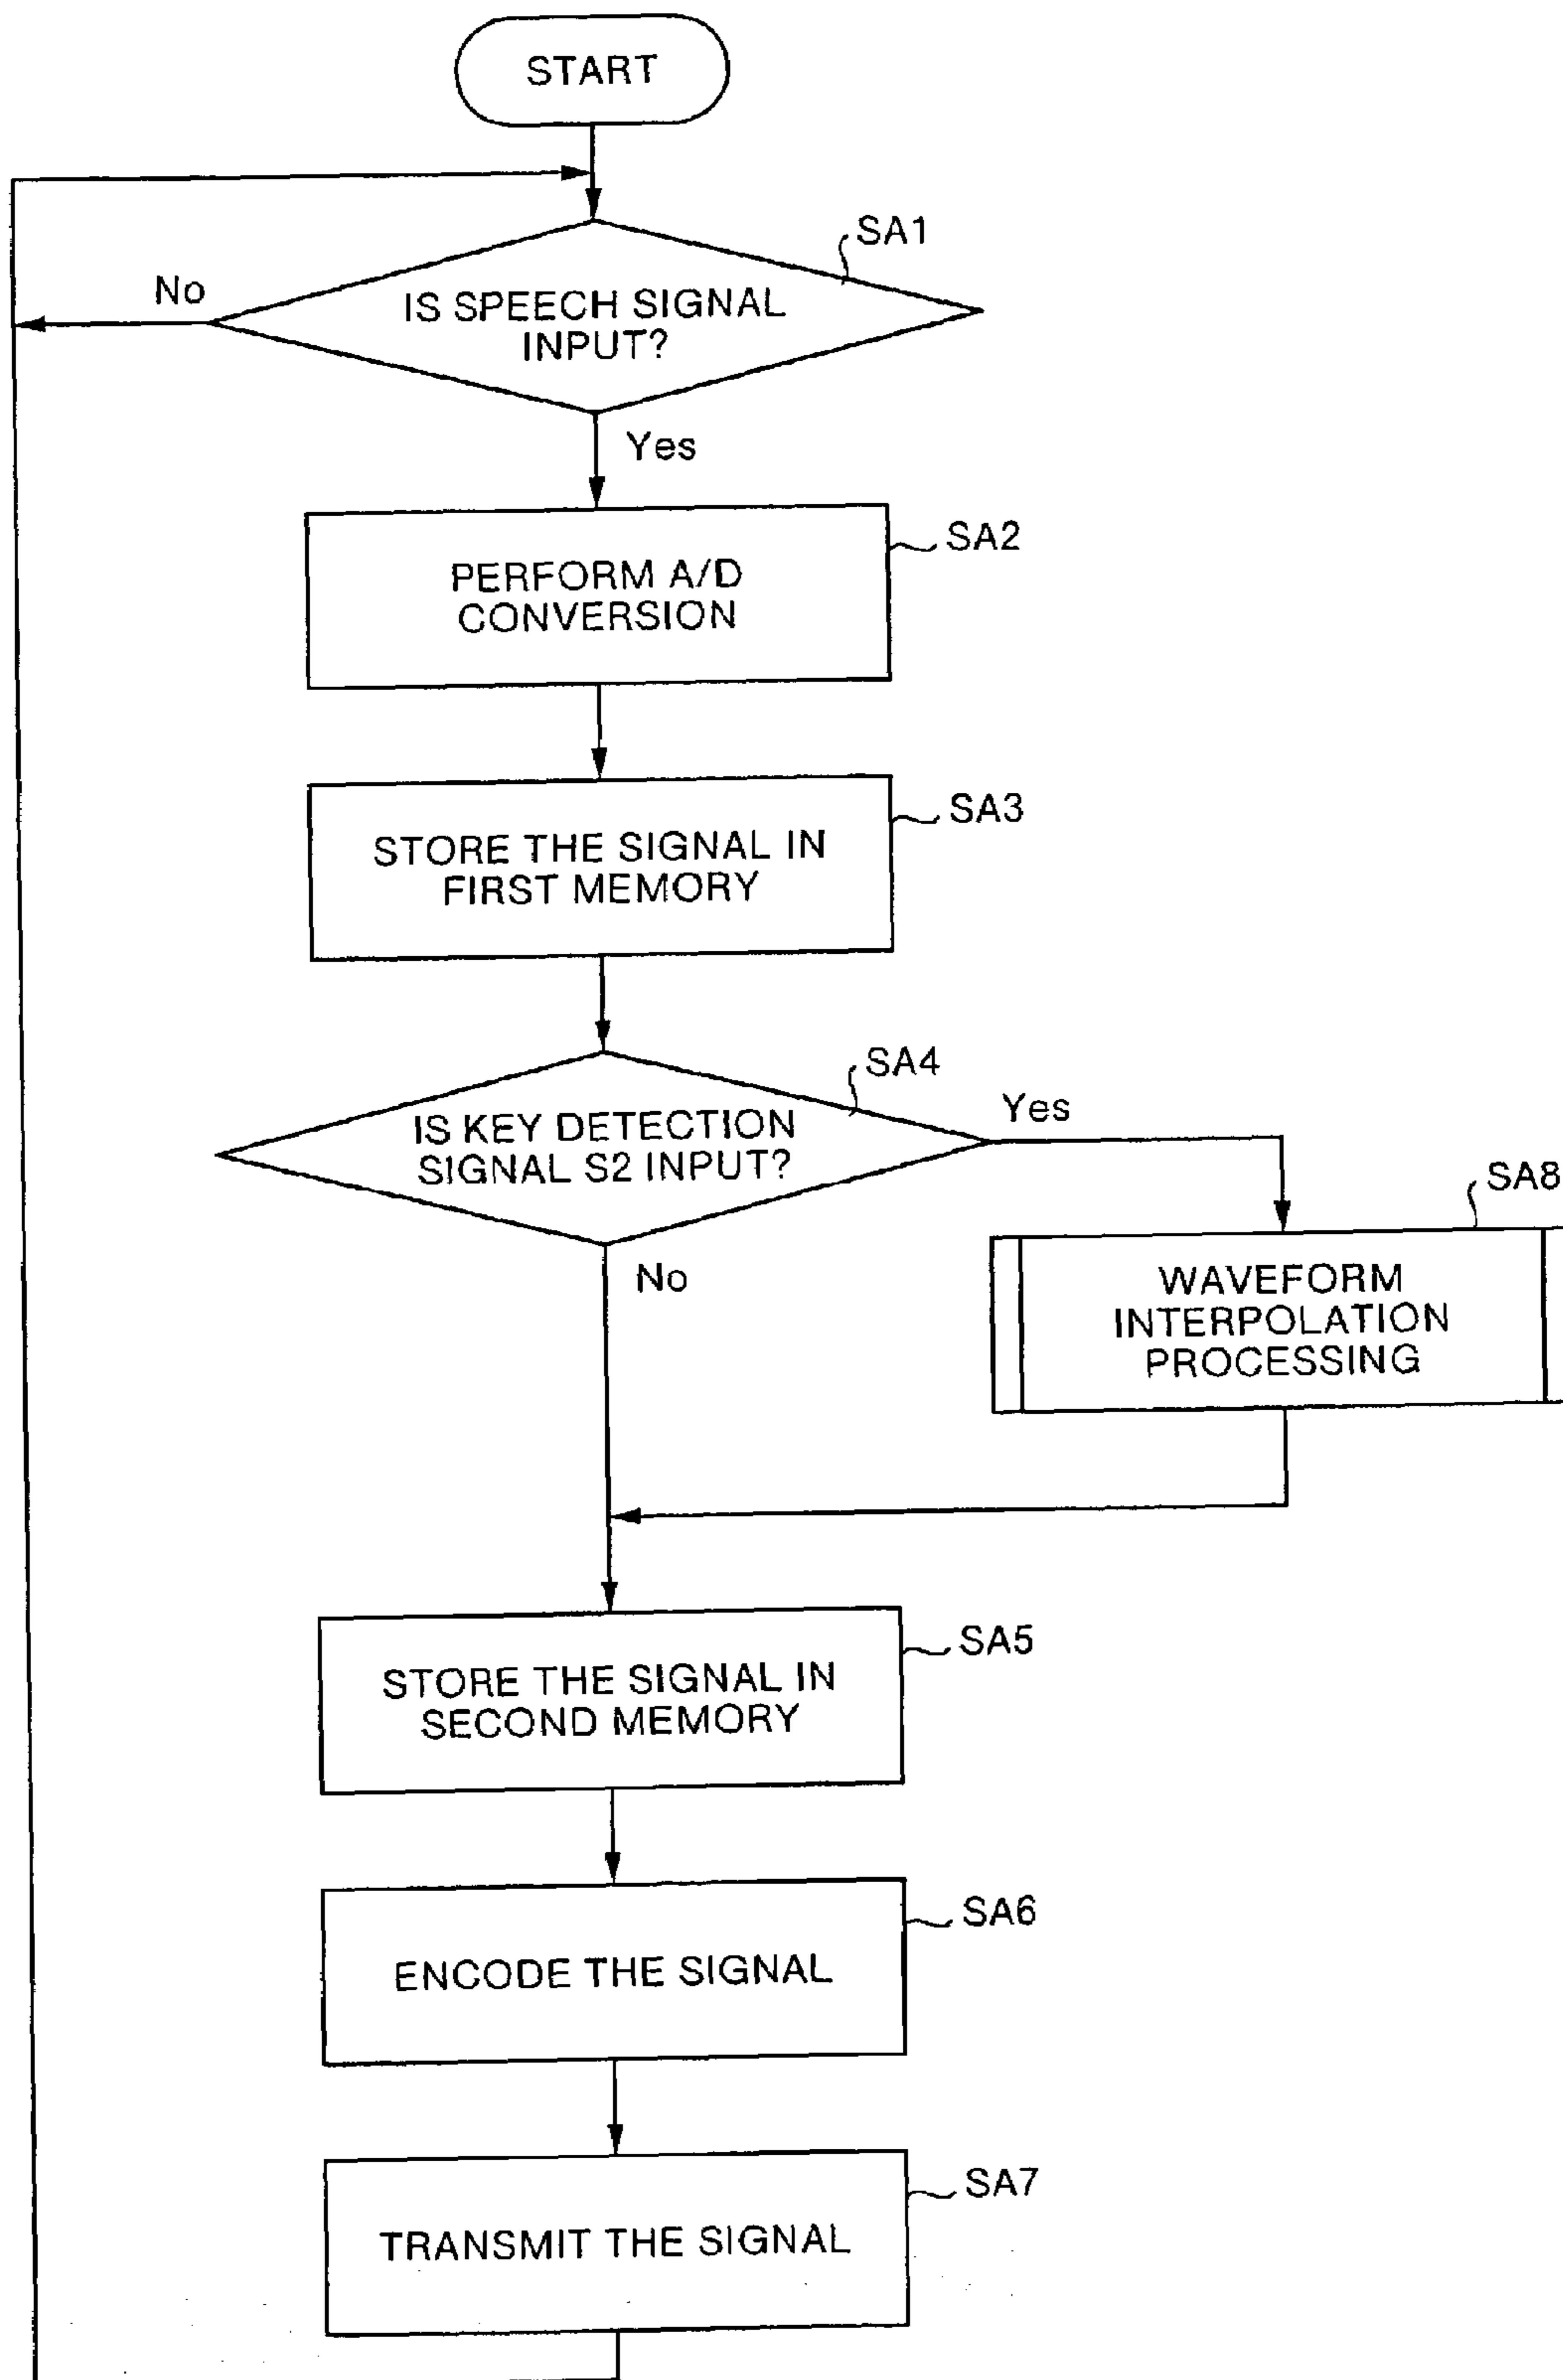 START
SA1
No
IS SPEECH SIGNAL
INPUT?
Yes
SA2
PERFORM A/D
CONVERSION
SA3
STORE THE SIGNAL IN
FIRST MEMORY
SA4
IS KEY DETECTION
SIGNAL S2 INPUT?
Yes
No
SA8
WAVEFORM
INTERPOLATION
PROCESSING
SA5
STORE THE SIGNAL IN
SECOND MEMORY
SA6
ENCODE THE SIGNAL
SA7
TRANSMIT THE SIGNAL